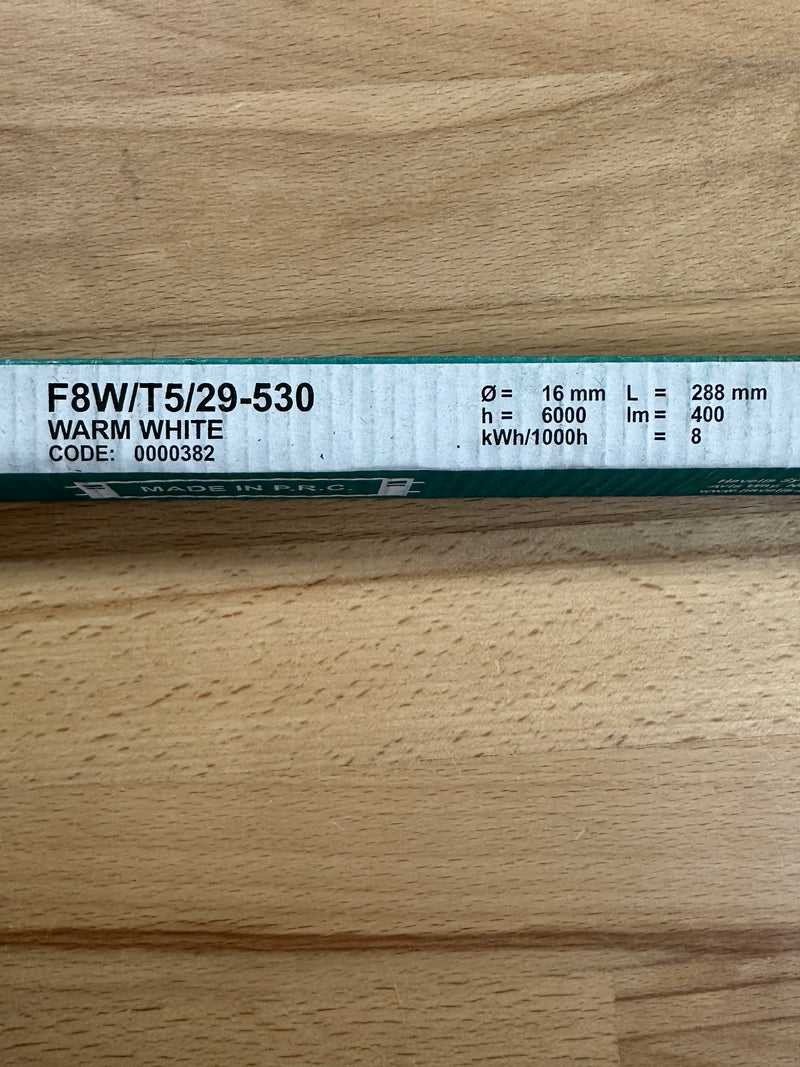 F8W/T5/29-530
WARM WHITE
CODE: 0000382
Ø = 16 mm L = 288 mm
h = 6000 lm = 400
kWh/1000h = 8
MADE IN P.R.C.
Havells